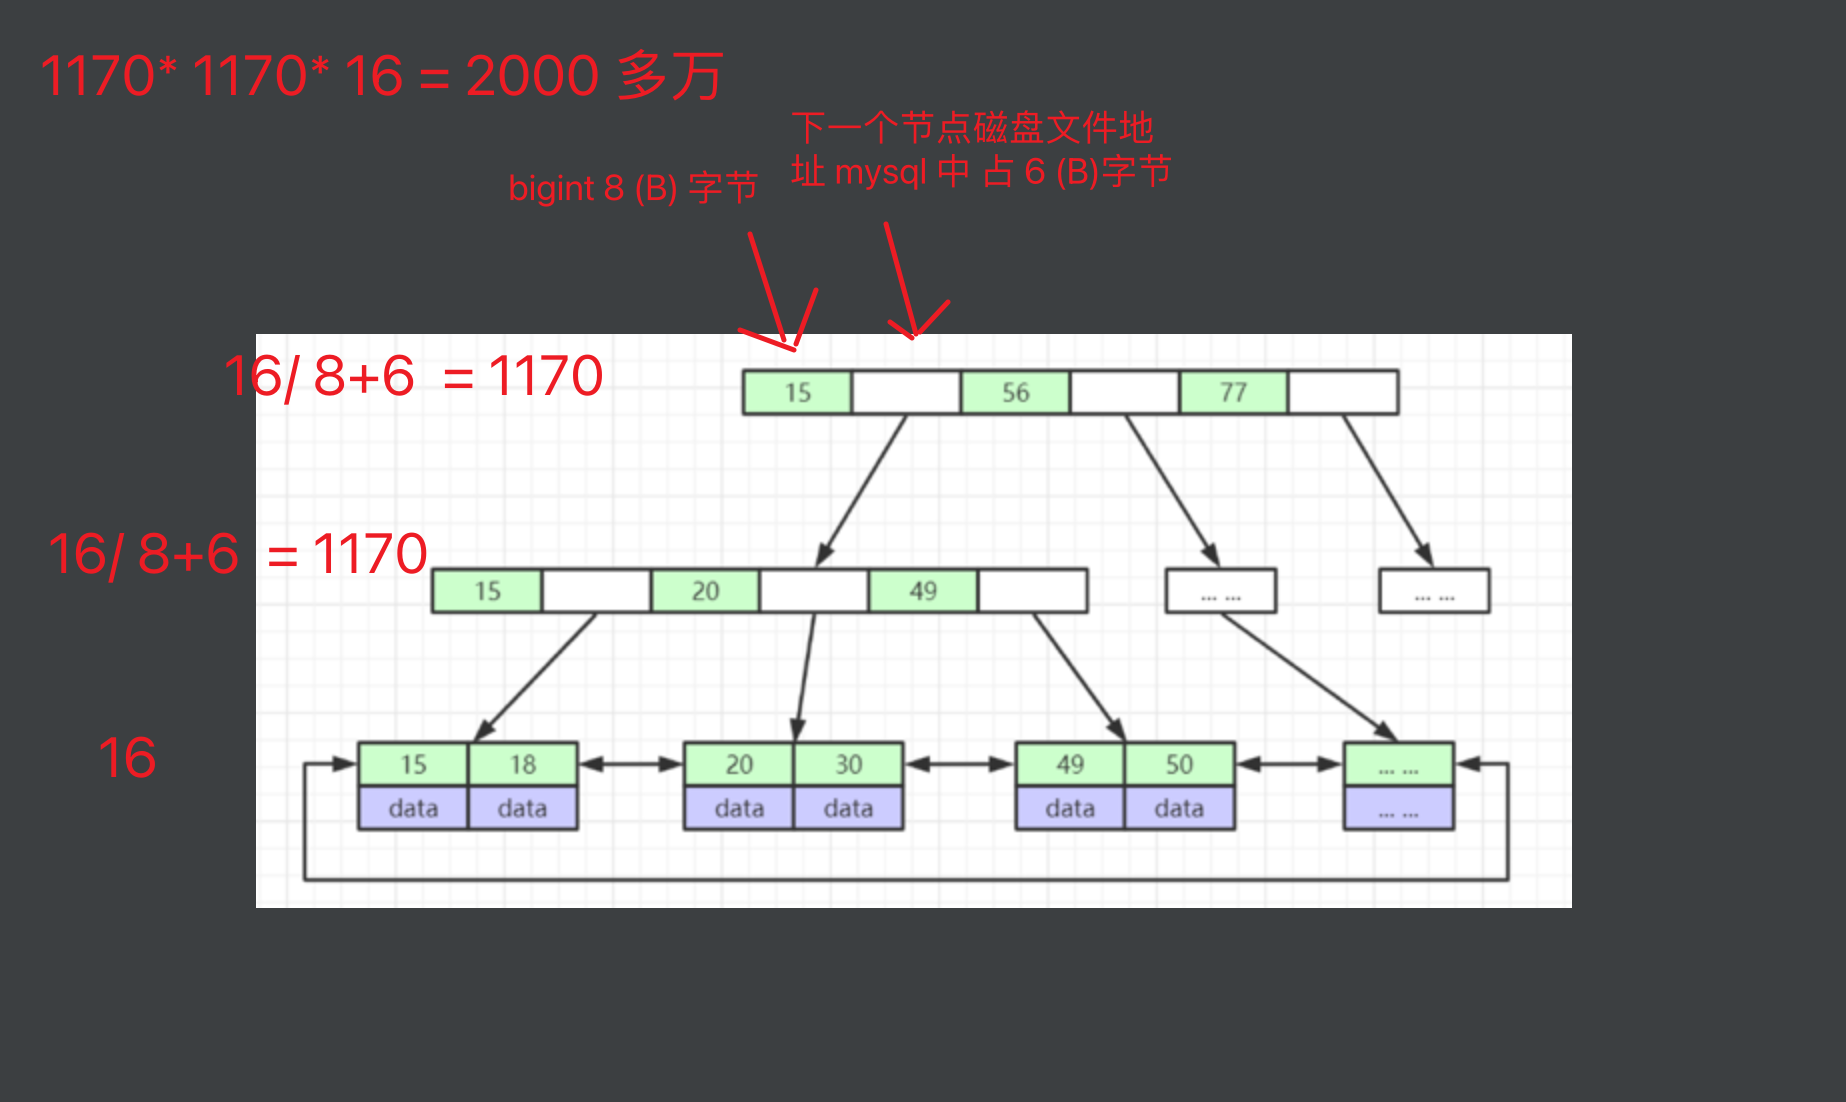 1170* 1170* 16 = 2000 多万
下一个节点磁盘文件地
址 mysql 中 占 6 (B)字节
bigint 8 (B) 字节
16/ 8+6 = 1170
15 56 77
16/ 8+6 = 1170
15 20 49 ... ... ... ...
16
15 18 20 30 49 50 ... ...
data data data data data data ... ...